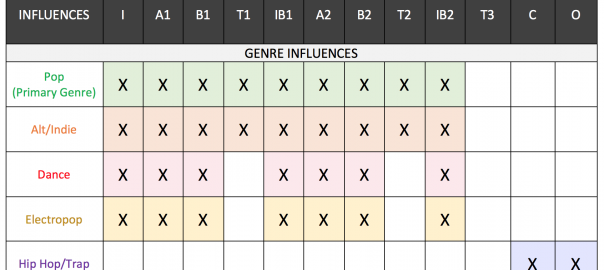 INFLUENCES I A1 B1 T1 IB1 A2 B2 T2 IB2 T3 C O
GENRE INFLUENCES
Pop
(Primary Genre) X X X X X X X X X
Alt/Indie X X X X X X X X X
Dance X X X X X X X
Electropop X X X X X X X
Hip Hop/Trap X X